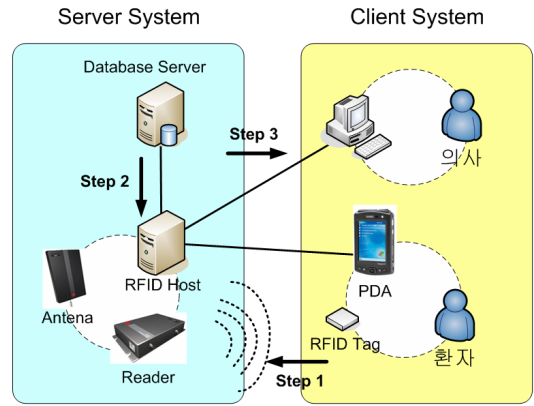 Server System
Client System
Database Server
Step 3
의사
Step 2
RFID Host
PDA
Antena
RFID Tag
Reader
Step 1
환자